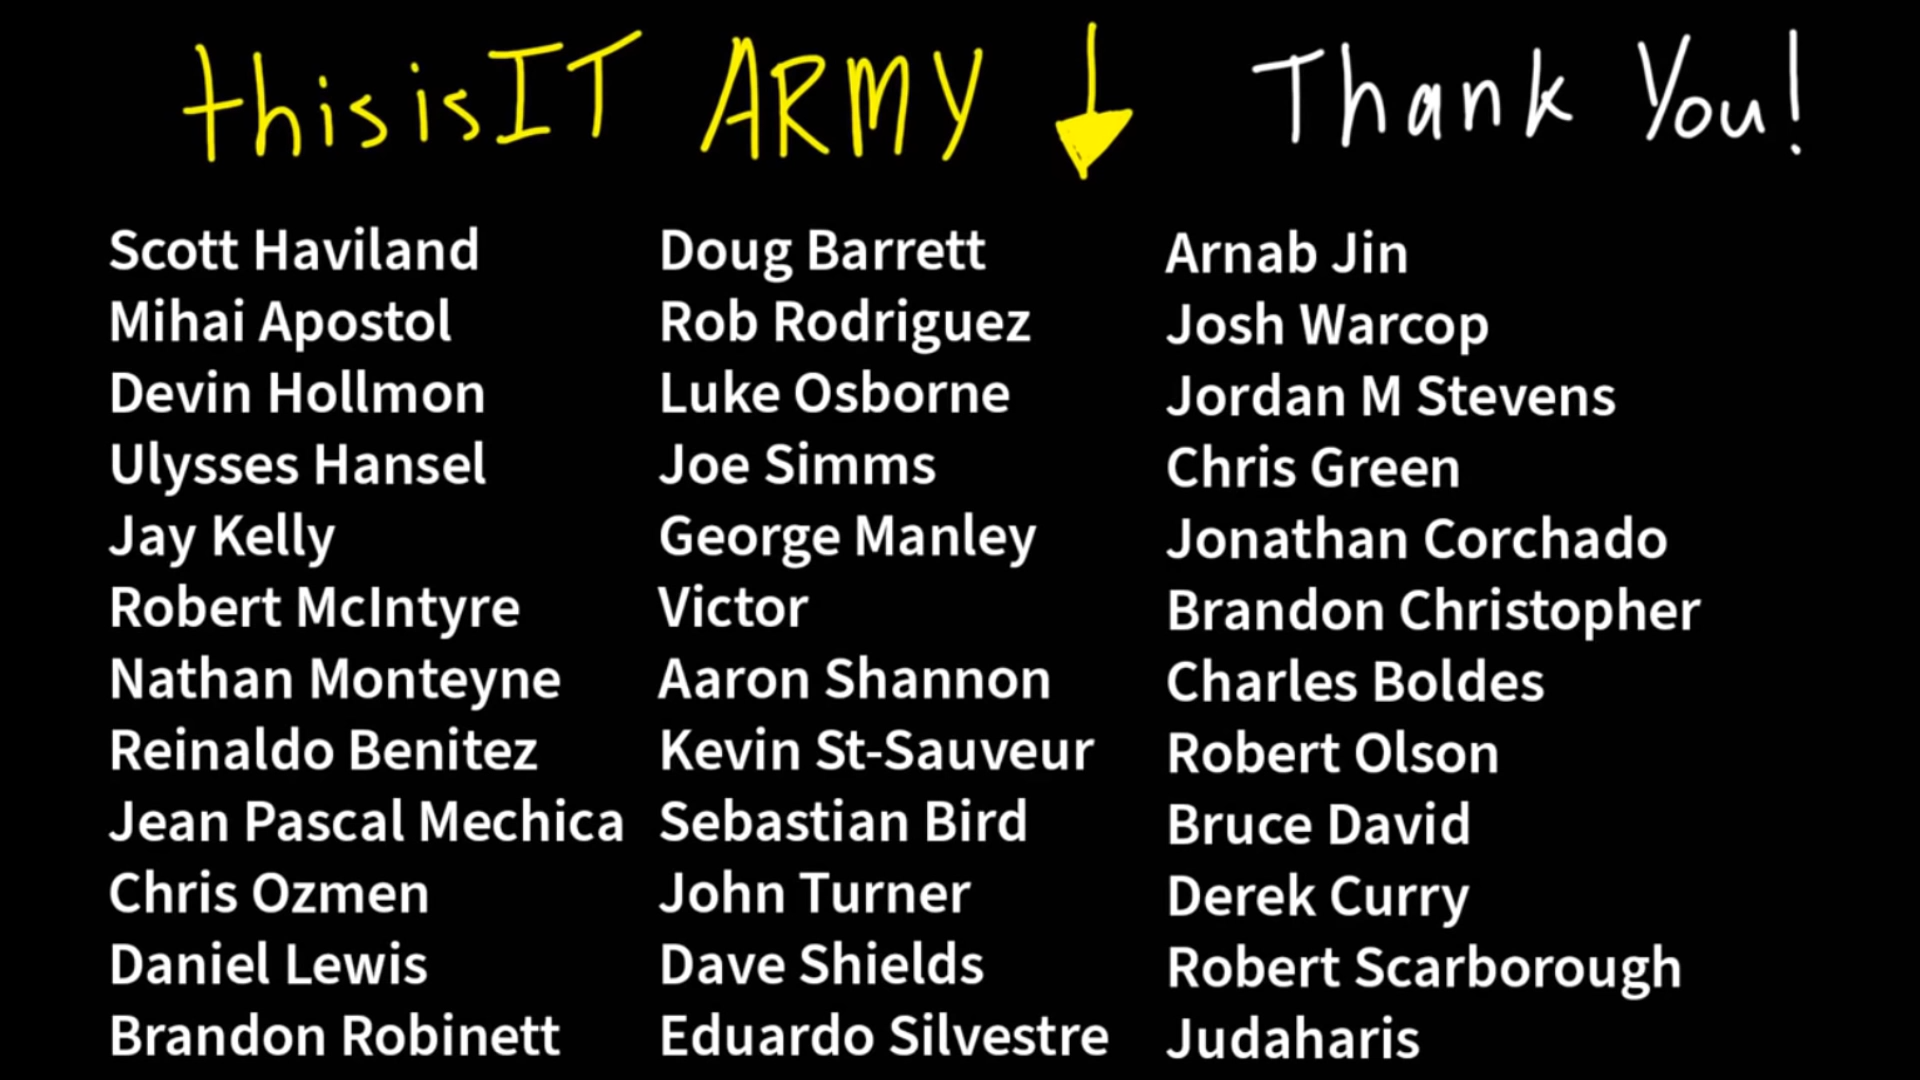 thisisIT ARMY Thank You!
Scott Haviland
Mihai Apostol
Devin Hollmon
Ulysses Hansel
Jay Kelly
Robert McIntyre
Nathan Monteyne
Reinaldo Benitez
Jean Pascal Mechica
Chris Ozmen
Daniel Lewis
Brandon Robinett
Doug Barrett
Rob Rodriguez
Luke Osborne
Joe Simms
George Manley
Victor
Aaron Shannon
Kevin St-Sauveur
Sebastian Bird
John Turner
Dave Shields
Eduardo Silvestre
Arnab Jin
Josh Warcop
Jordan M Stevens
Chris Green
Jonathan Corchado
Brandon Christopher
Charles Boldes
Robert Olson
Bruce David
Derek Curry
Robert Scarborough
Judaharis